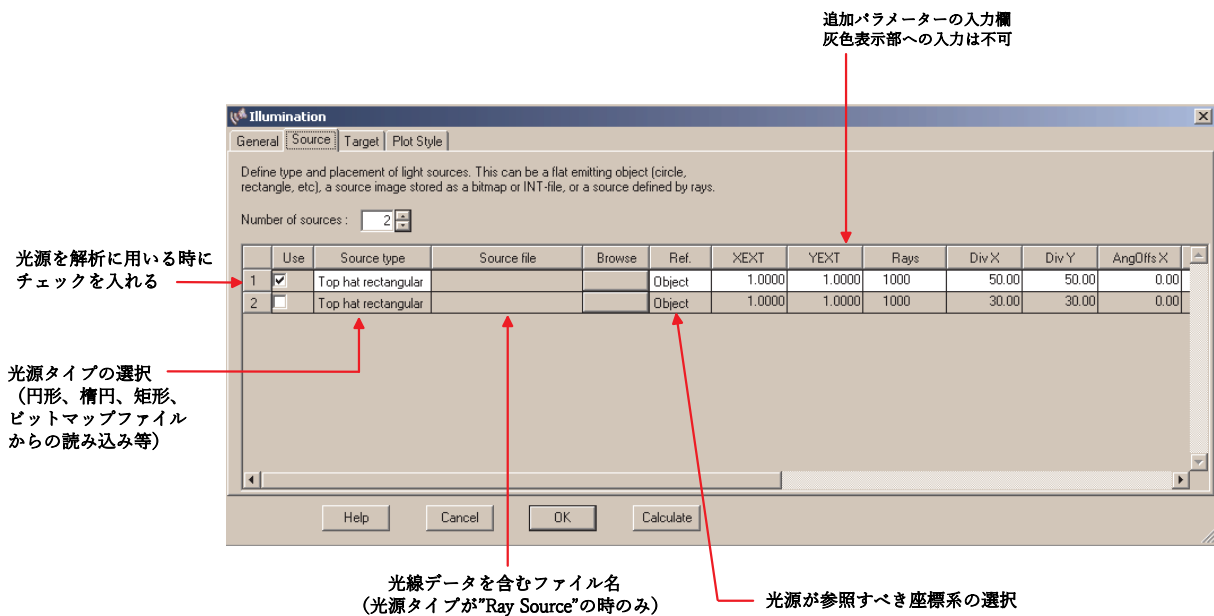 追加パラメーターの入力欄
灰色表示部への入力は不可
Illumination
General Source Target Plot Style
Define type and placement of light sources. This can be a flat emitting object (circle,
rectangle, etc), a source image stored as a bitmap or INT-file, or a source defined by rays.
Number of sources : 2
Use Source type Source file Browse Ref. XEXT YEXT Rays Div X Div Y AngOffs X
1 Top hat rectangular Object 1.0000 1.0000 1000 50.00 50.00 0.00
2 Top hat rectangular Object 1.0000 1.0000 1000 30.00 30.00 0.00
光源を解析に用いる時に
チェックを入れる
光源タイプの選択
（円形、楕円、矩形、
ビットマップファイル
からの読み込み等）
Help Cancel OK Calculate
光線データを含むファイル名
（光源タイプが”Ray Source”の時のみ）
光源が参照すべき座標系の選択